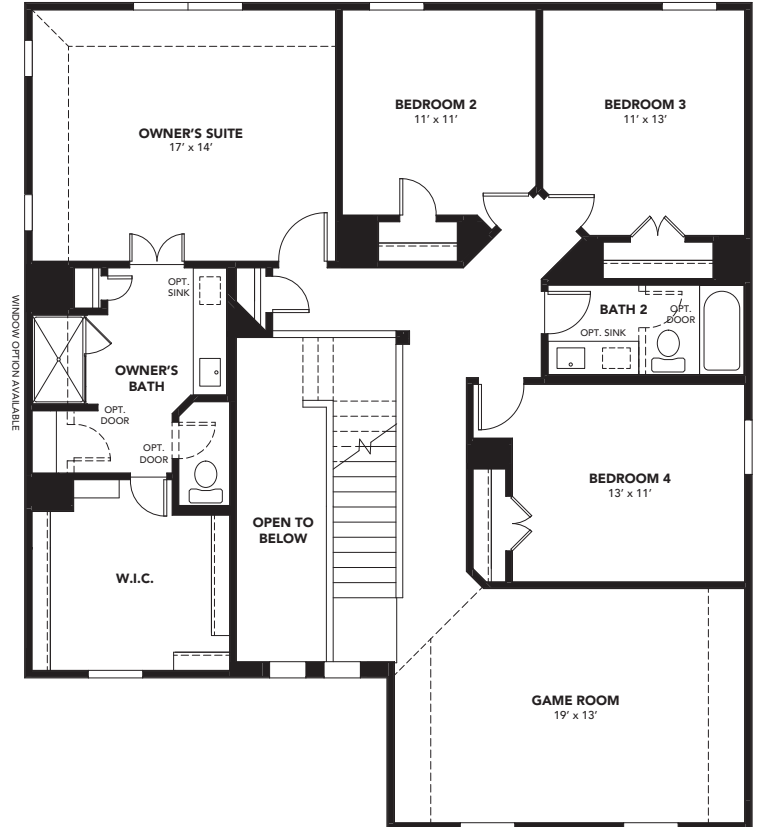 OWNER'S SUITE
17' x 14'
BEDROOM 2
11' x 11'
BEDROOM 3
11' x 13'
OPT.
SINK
WINDOW OPTION AVAILABLE
OWNER'S
BATH
OPT.
DOOR
OPT.
DOOR
BATH 2
OPT.
DOOR
OPT. SINK
BEDROOM 4
13' x 11'
OPEN TO
BELOW
W.I.C.
GAME ROOM
19' x 13'